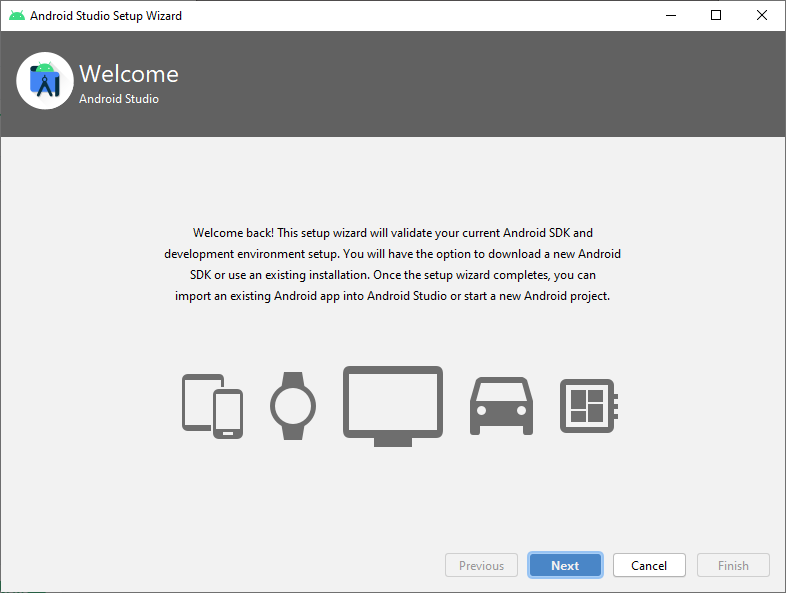 Android Studio Setup Wizard
Welcome
Android Studio
Welcome back! This setup wizard will validate your current Android SDK and
development environment setup. You will have the option to download a new Android
SDK or use an existing installation. Once the setup wizard completes, you can
import an existing Android app into Android Studio or start a new Android project.
Previous
Next
Cancel
Finish